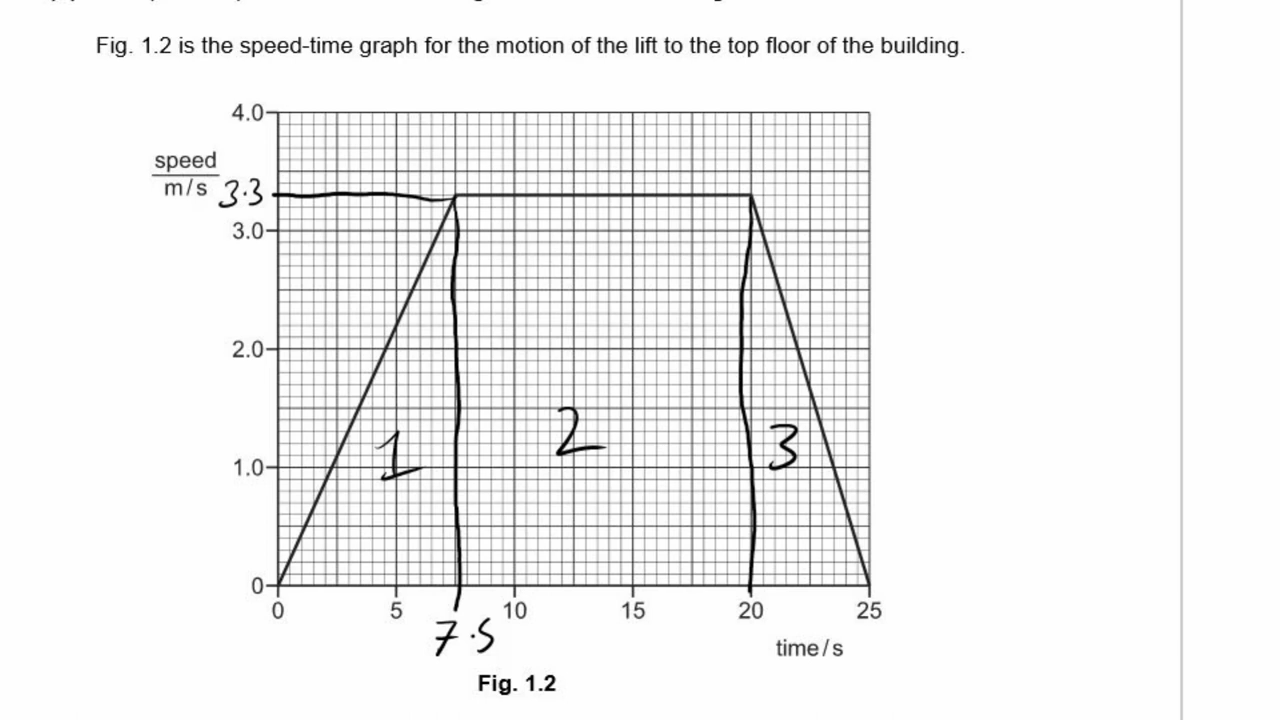 Fig. 1.2 is the speed-time graph for the motion of the lift to the top floor of the building.
4.0
speed
m/s
3.3
3.0
2.0
1.0
0
1
2
3
0 5 10 15 20 25
7.5
time/s
Fig. 1.2